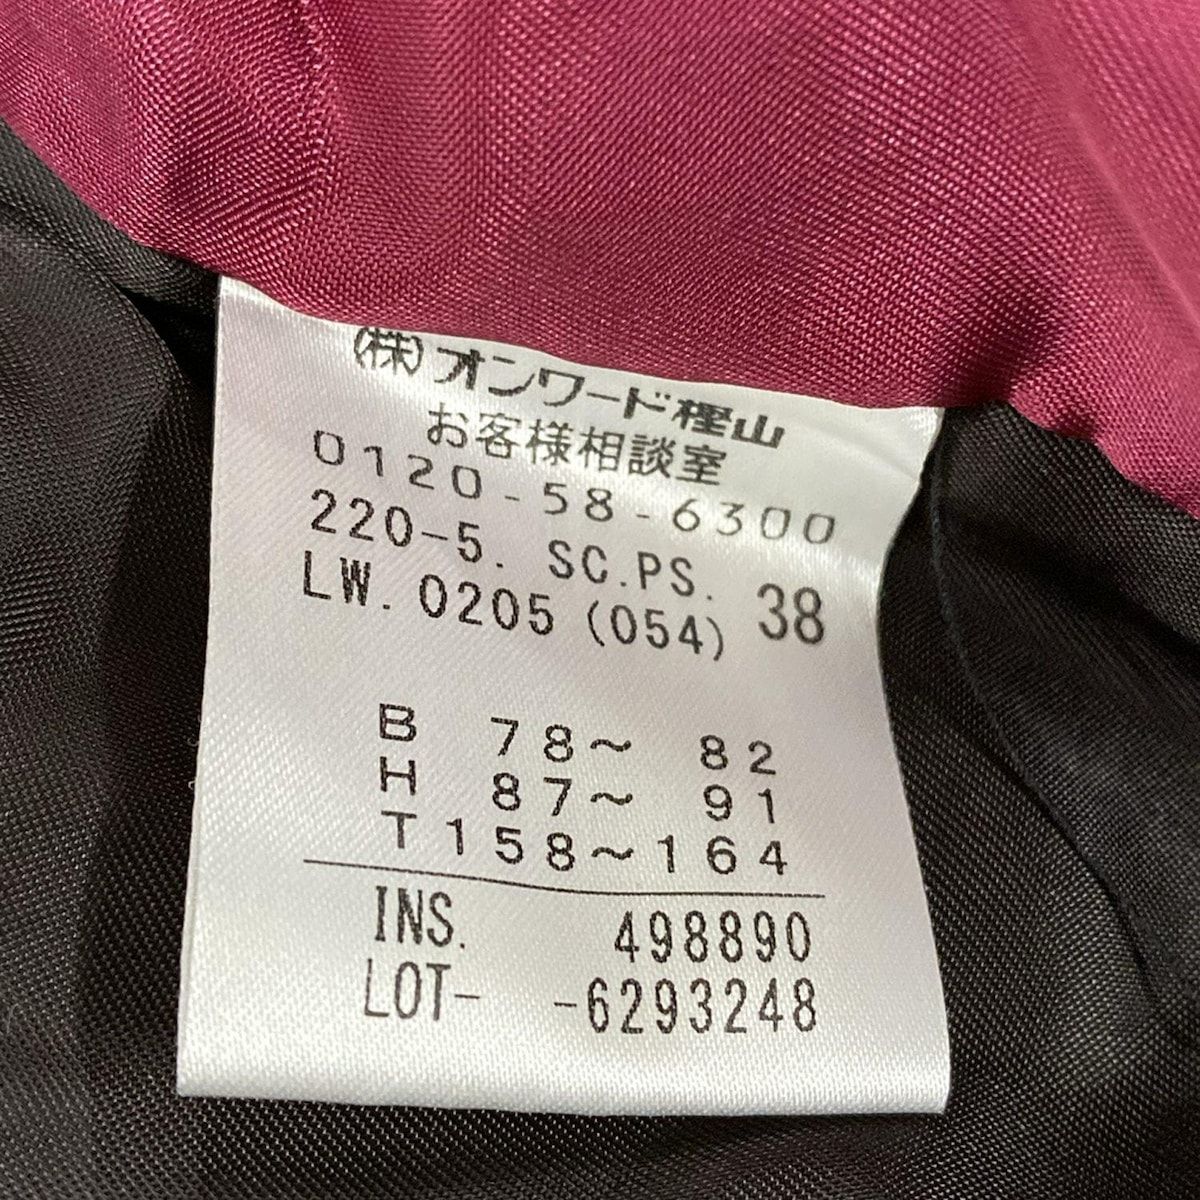 (株)オンワード樫山
お客様相談室
0120-58-6300
220-5. SC.PS. 38
LW. 0205 (054)
B 78～ 82
H 87～ 91
T 158～164
INS. 498890
LOT- -6293248